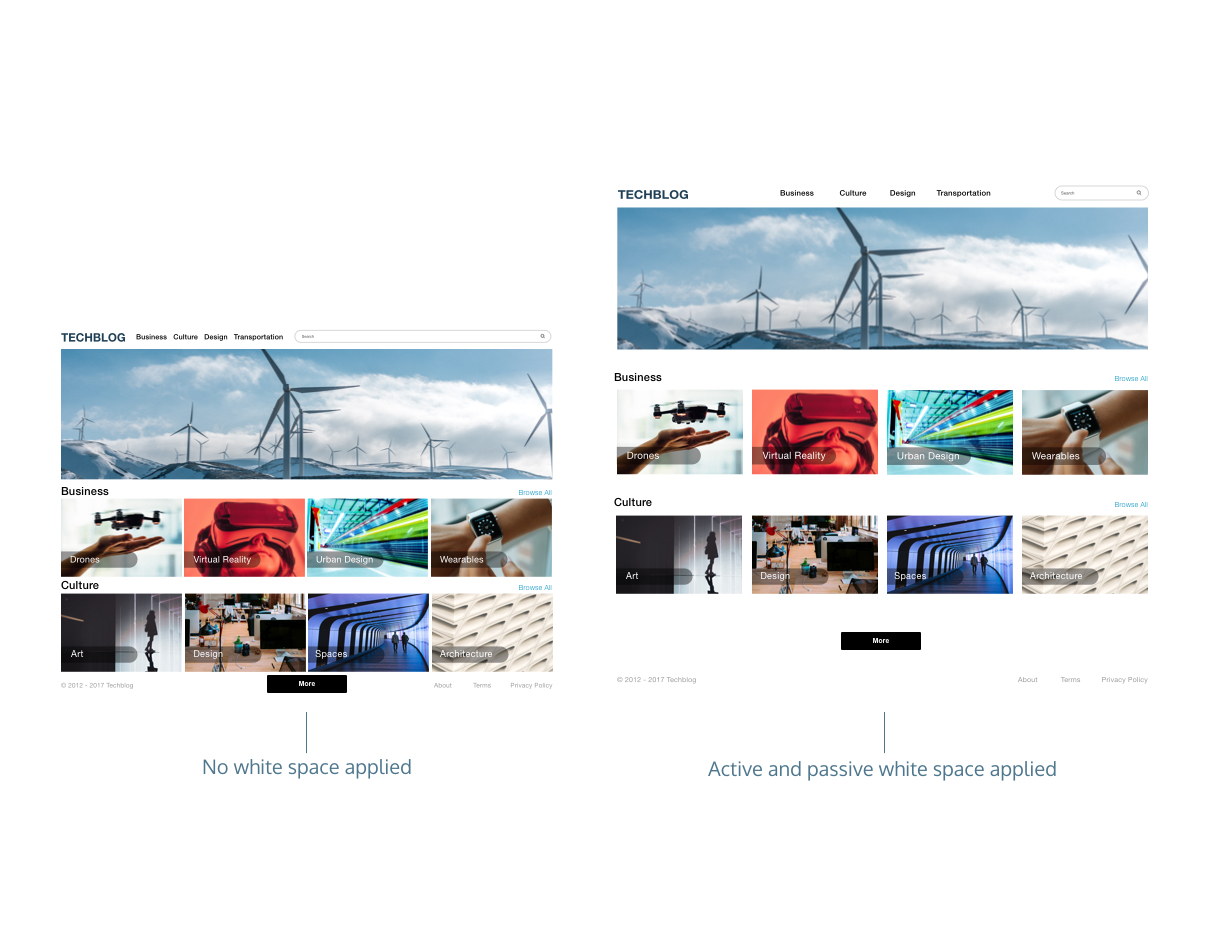 TECHBLOG Business Culture Design Transportation Search
Business Browse All
Drones Virtual Reality Urban Design Wearables
Culture Browse All
Art Design Spaces Architecture
© 2012 - 2017 Techblog More About Terms Privacy Policy
No white space applied
TECHBLOG Business Culture Design Transportation Search
Business Browse All
Drones Virtual Reality Urban Design Wearables
Culture Browse All
Art Design Spaces Architecture
More
© 2012 - 2017 Techblog About Terms Privacy Policy
Active and passive white space applied